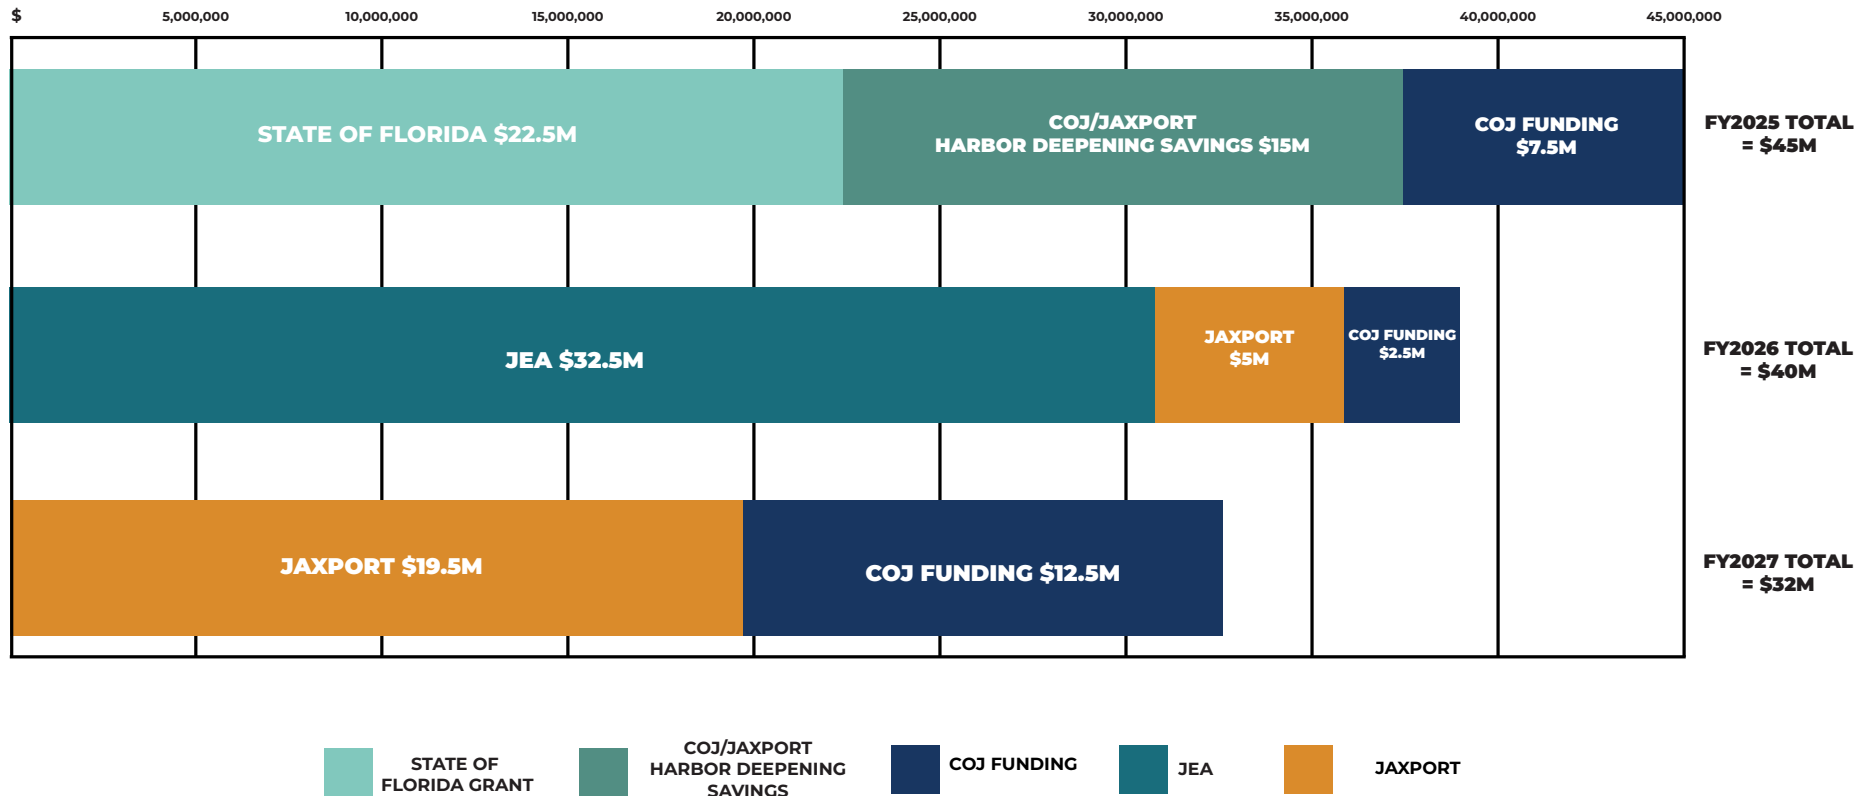 $ 5,000,000 10,000,000 15,000,000 20,000,000 25,000,000 30,000,000 35,000,000 40,000,000 45,000,000
STATE OF FLORIDA $22.5M
COJ/JAXPORT
HARBOR DEEPENING SAVINGS $15M
COJ FUNDING
$7.5M
FY2025 TOTAL
= $45M
JEA $32.5M
JAXPORT
$5M
COJ FUNDING
$2.5M
FY2026 TOTAL
= $40M
JAXPORT $19.5M
COJ FUNDING $12.5M
FY2027 TOTAL
= $32M
STATE OF
FLORIDA GRANT
COJ/JAXPORT
HARBOR DEEPENING
SAVINGS
COJ FUNDING
JEA
JAXPORT